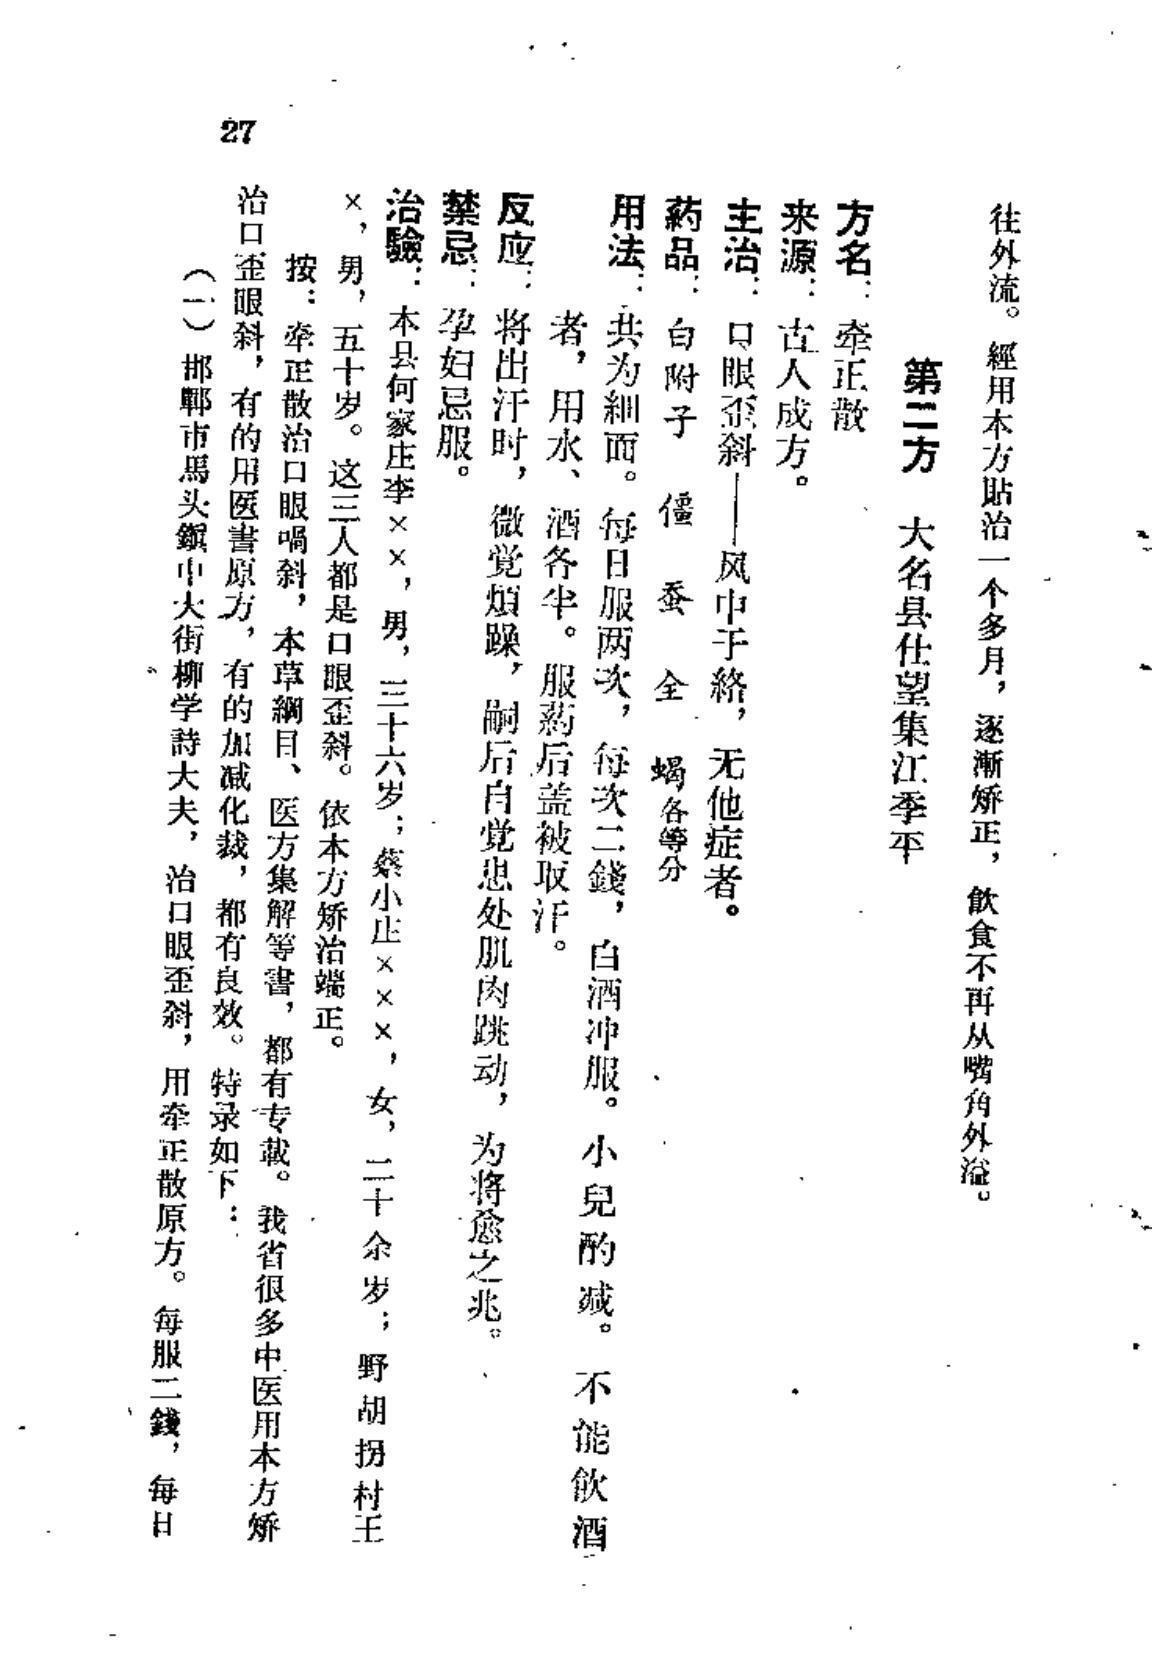 往外流。經用本方貼治一个多月，逐漸矫正，飲食不再从嘴角外溢。
第二方　大名县仕望集江季平
方名：牵正散
来源：古人成方。
主治：口眼歪斜——风中于絡，无他症者。
葯品：白附子　僵蚕　全蝎各等分
用法：共为細面。每日服两次，每次二錢，白酒冲服。小兒酌减。不能飲酒
者，用水、酒各半。服葯后盖被取汗。
反应：将出汗时，微觉煩躁，嗣后自觉患处肌肉跳动，为将愈之兆。
禁忌：孕妇忌服。
治驗：本县何家庄李××，男，三十六岁；蔡小庄×××，女，二十余岁；野胡拐村王
×，男，五十岁。这三人都是口眼歪斜。依本方矫治端正。
按：牵正散治口眼喎斜，本草綱目、医方集解等書，都有专載。我省很多中医用本方矫
治口歪眼斜，有的用医書原方，有的加减化裁，都有良效。特录如下：
（一）邯鄲市馬头鎭中大街柳学詩大夫，治口眼歪斜，用牵正散原方。每服二錢，每日
27